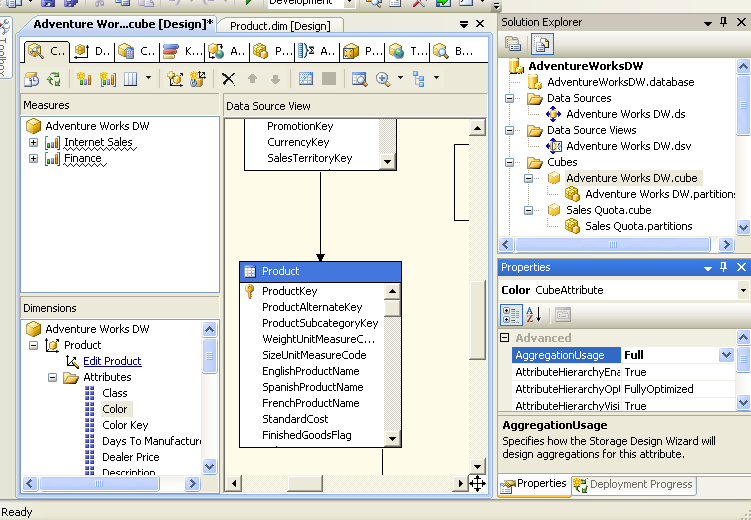 Development
Toolbox
Adventure Wor...cube [Design]*
Product.dim [Design]
C..
D..
C..
K..
A..
P..
A..
P..
T..
B..
Measures
Adventure Works DW
Internet Sales
Finance
Data Source View
PromotionKey
CurrencyKey
SalesTerritoryKey
Product
ProductKey
ProductAlternateKey
ProductSubcategoryKey
WeightUnitMeasureC...
SizeUnitMeasureCode
EnglishProductName
SpanishProductName
FrenchProductName
StandardCost
FinishedGoodsFlag
Dimensions
Adventure Works DW
Product
Edit Product
Attributes
Class
Color
Color Key
Days To Manufacture
Dealer Price
Description
Solution Explorer
AdventureWorksDW
AdventureWorksDW.database
Data Sources
Adventure Works DW.ds
Data Source Views
Adventure Works DW.dsv
Cubes
Adventure Works DW.cube
Adventure Works DW.partitions
Sales Quota.cube
Sales Quota.partitions
Properties
Color CubeAttribute
Advanced
AggregationUsage Full
AttributeHierarchyEna True
AttributeHierarchyOpt FullyOptimized
AttributeHierarchyVisi True
AggregationUsage
Specifies how the Storage Design Wizard will
design aggregations for this attribute.
Properties
Deployment Progress
Ready